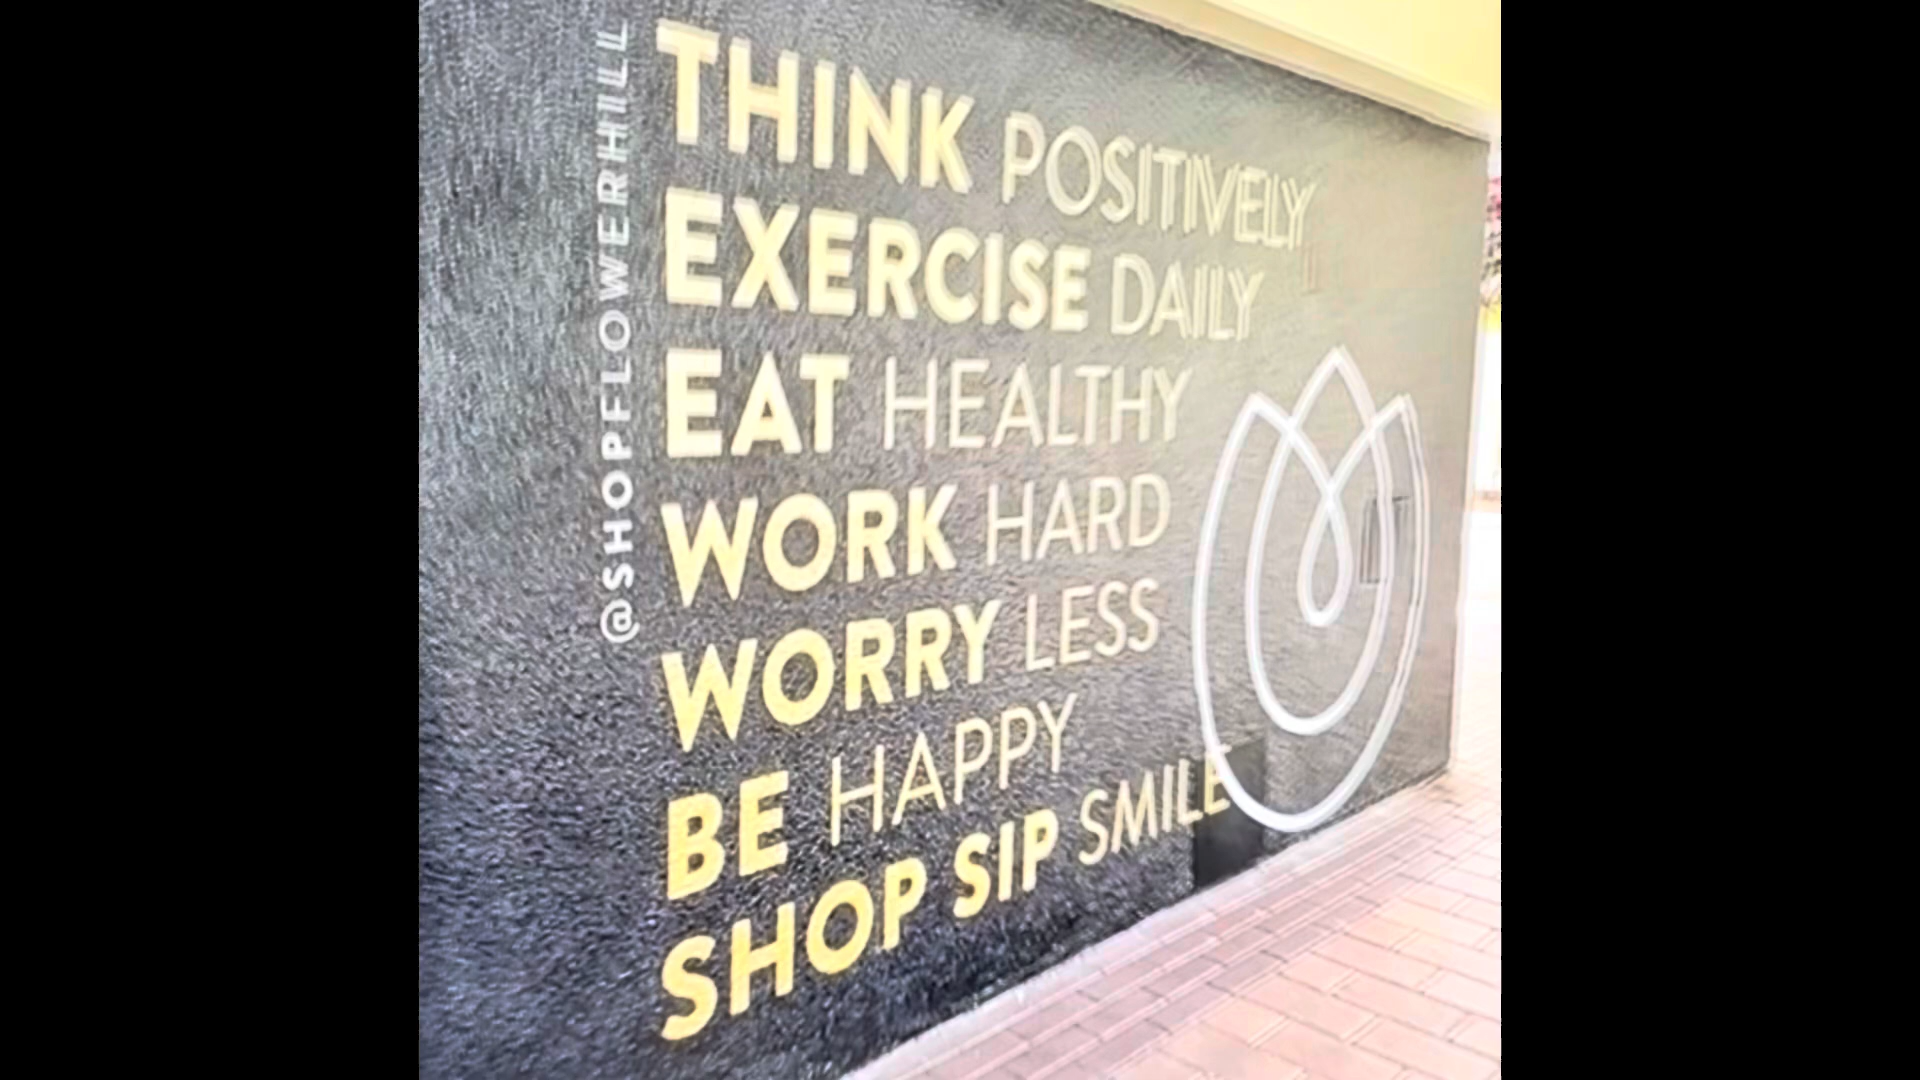 @SHOPFLOWERHILL
THINK POSITIVELY
EXERCISE DAILY
EAT HEALTHY
WORK HARD
WORRY LESS
BE HAPPY
SHOP SIP SMILE